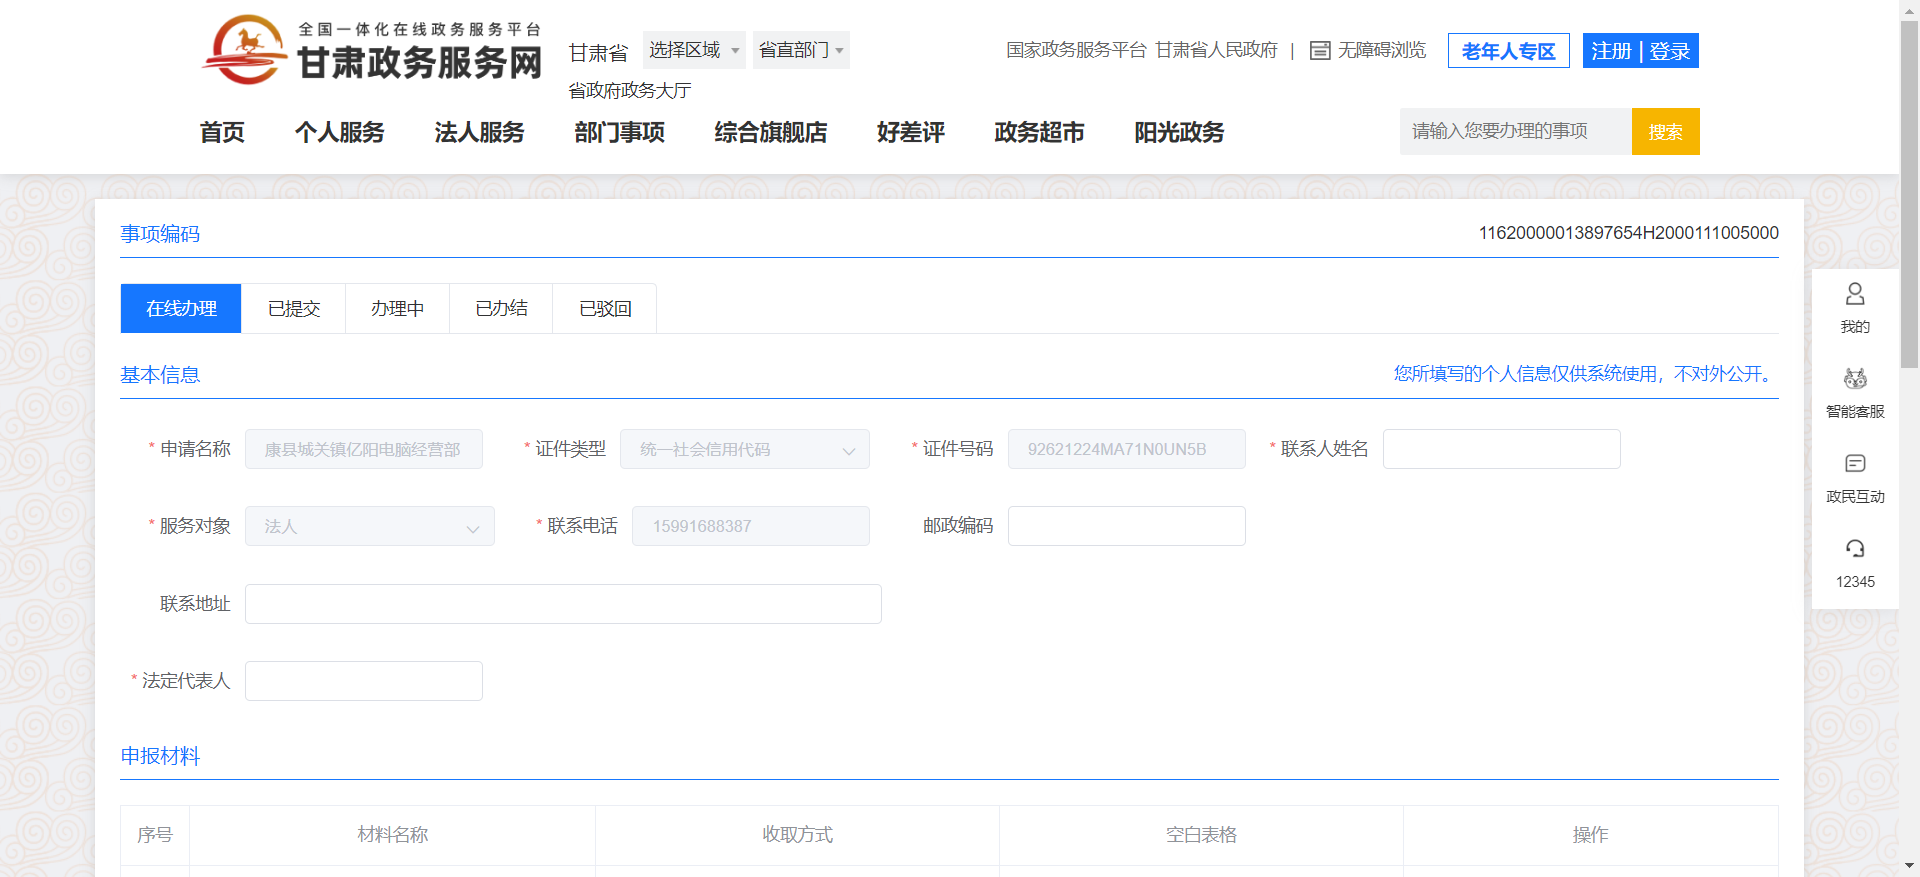 全国一体化在线政务服务平台
甘肃政务服务网
甘肃省 选择区域 省直部门
省政府政务大厅
国家政务服务平台 甘肃省人民政府 | 无障碍浏览 老年人专区 注册 | 登录
首页 个人服务 法人服务 部门事项 综合旗舰店 好差评 政务超市 阳光政务
请输入您要办理的事项 搜索
事项编码 11620000013897654H2000111005000
在线办理 已提交 办理中 已办结 已驳回
基本信息 您所填写的个人信息仅供系统使用，不对外公开。
* 申请名称 康县城关镇亿阳电脑经营部 * 证件类型 统一社会信用代码 * 证件号码 92621224MA71N0UN5B * 联系人姓名
* 服务对象 法人 * 联系电话 15991688387 邮政编码
联系地址
* 法定代表人
申报材料
序号 材料名称 收取方式 空白表格 操作
我的
智能客服
政民互动
12345